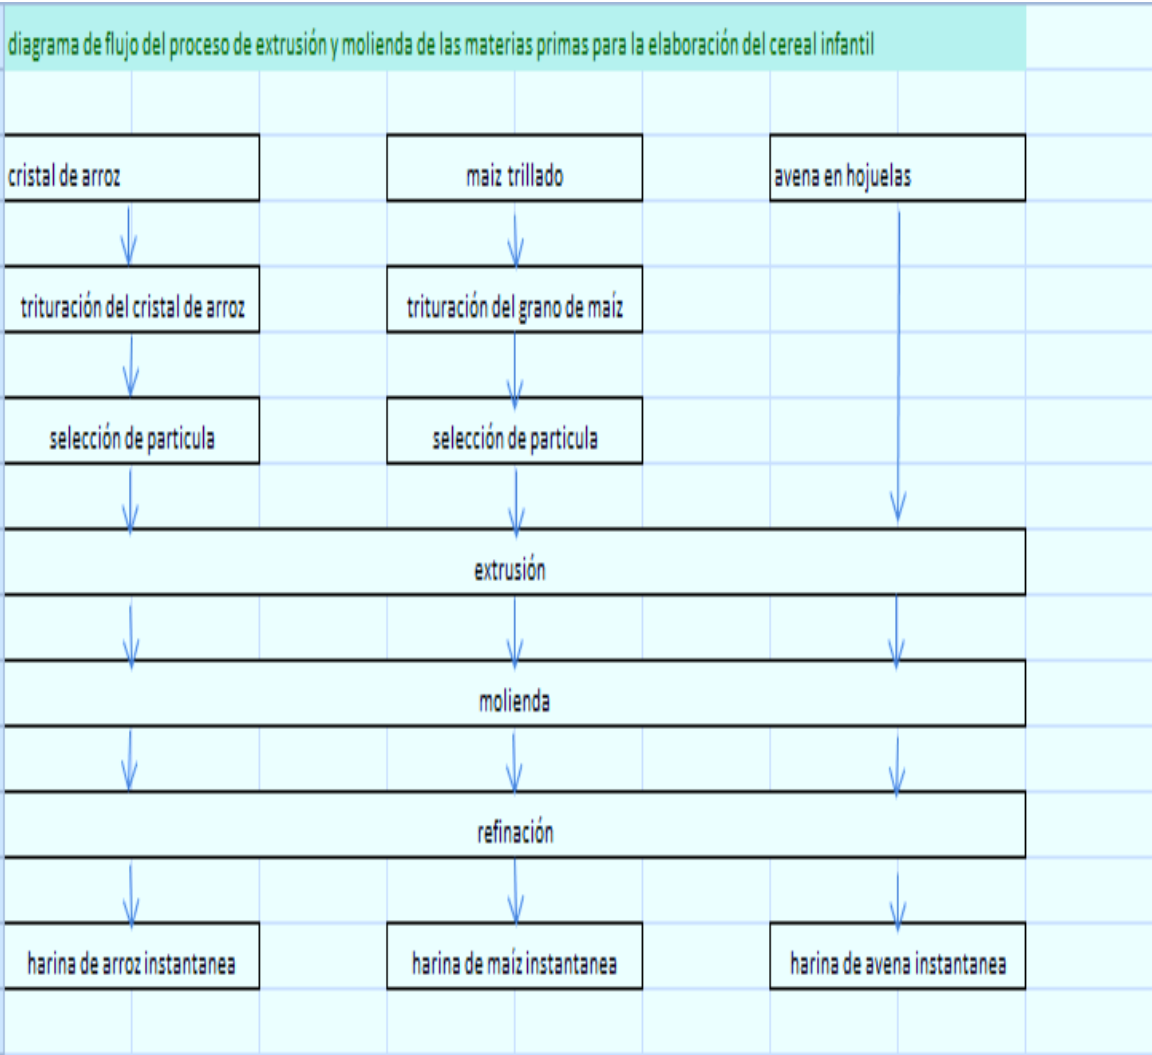 diagrama de flujo del proceso de extrusión y molienda de las materias primas para la elaboración del cereal infantil
cristal de arroz
maiz trillado
avena en hojuelas
trituración del cristal de arroz
trituración del grano de maíz
selección de particula
selección de particula
extrusión
molienda
refinación
harina de arroz instantanea
harina de maíz instantanea
harina de avena instantanea